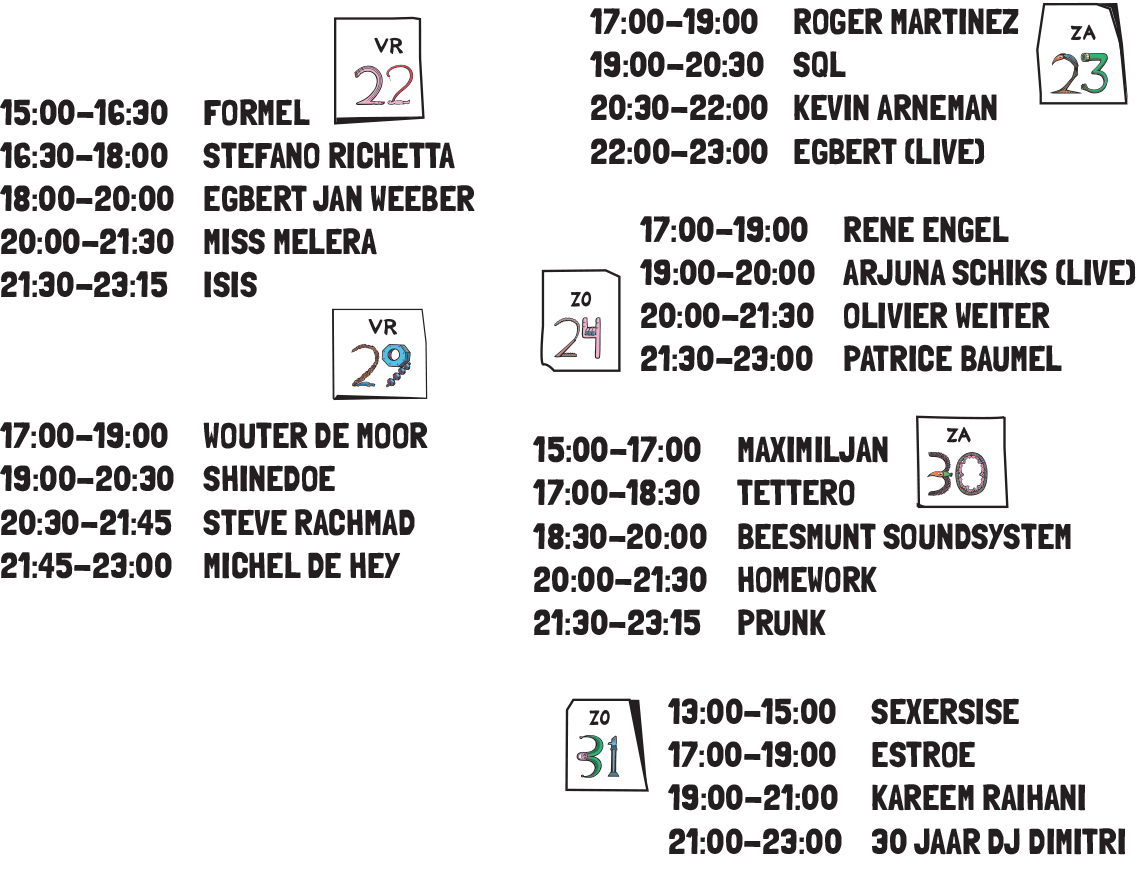 VR
22
15:00–16:30 FORMEL
16:30–18:00 STEFANO RICHETTA
18:00–20:00 EGBERT JAN WEEBER
20:00–21:30 MISS MELERA
21:30–23:15 ISIS
ZA
23
17:00–19:00 ROGER MARTINEZ
19:00–20:30 SQL
20:30–22:00 KEVIN ARNEMAN
22:00–23:00 EGBERT (LIVE)
ZO
24
17:00–19:00 RENE ENGEL
19:00–20:00 ARJUNA SCHIKS (LIVE)
20:00–21:30 OLIVIER WEITER
21:30–23:00 PATRICE BAUMEL
VR
29
17:00–19:00 WOUTER DE MOOR
19:00–20:30 SHINEDOE
20:30–21:45 STEVE RACHMAD
21:45–23:00 MICHEL DE HEY
ZA
30
15:00–17:00 MAXIMILJAN
17:00–18:30 TETTERO
18:30–20:00 BEESMUNT SOUNDSYSTEM
20:00–21:30 HOMEWORK
21:30–23:15 PRUNK
ZO
31
13:00–15:00 SEXERSISE
17:00–19:00 ESTROE
19:00–21:00 KAREEM RAIHANI
21:00–23:00 30 JAAR DJ DIMITRI